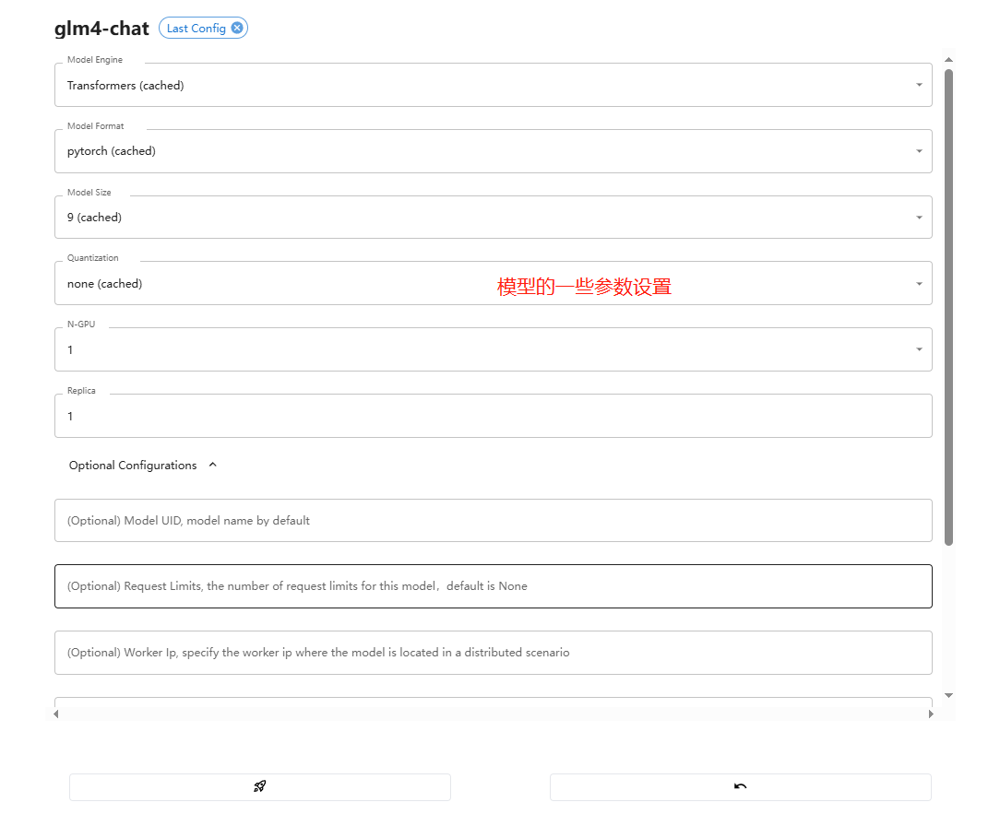 glm4-chat Last Config
Model Engine
Transformers (cached)
Model Format
pytorch (cached)
Model Size
9 (cached)
Quantization
none (cached)
模型的一些参数设置
N-GPU
1
Replica
1
Optional Configurations
(Optional) Model UID, model name by default
(Optional) Request Limits, the number of request limits for this model，default is None
(Optional) Worker Ip, specify the worker ip where the model is located in a distributed scenario